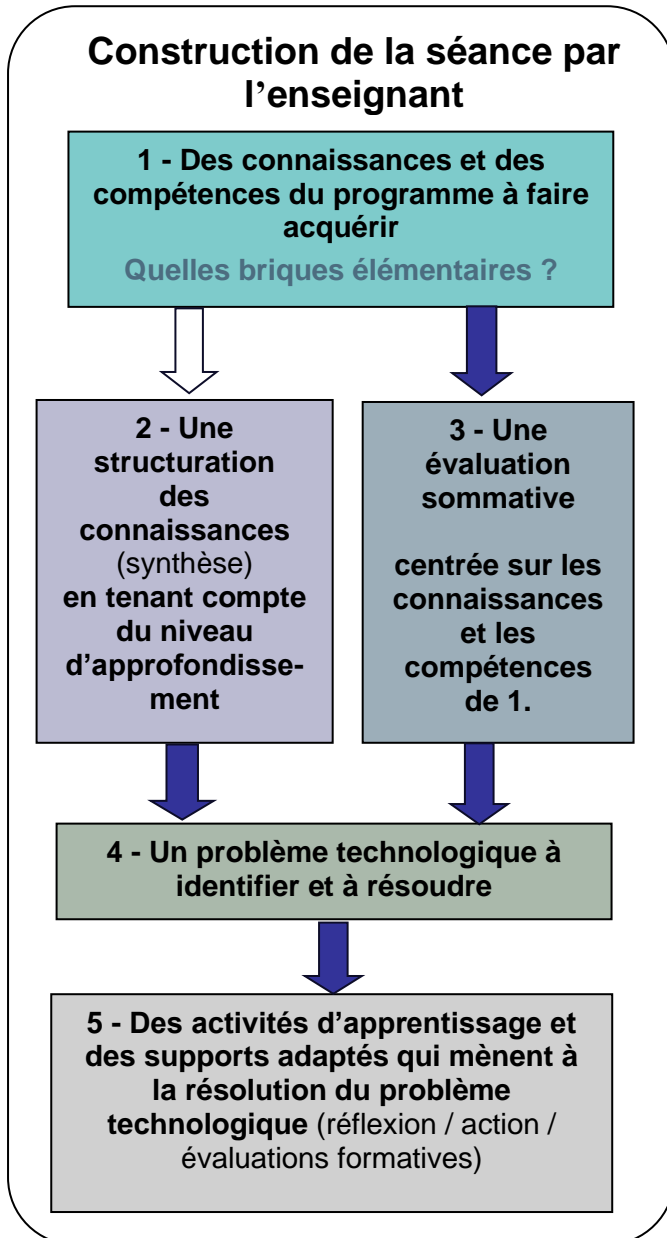 Construction de la séance par
l’enseignant
1 - Des connaissances et des
compétences du programme à faire
acquérir
Quelles briques élémentaires ?
2 - Une
structuration
des
connaissances
(synthèse)
en tenant compte
du niveau
d’approfondisse-
ment
3 - Une
évaluation
sommative
centrée sur les
connaissances
et les
compétences
de 1.
4 - Un problème technologique à
identifier et à résoudre
5 - Des activités d’apprentissage et
des supports adaptés qui mènent à
la résolution du problème
technologique (réflexion / action /
évaluations formatives)